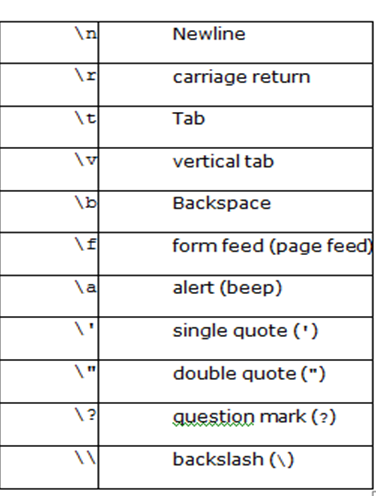 \n Newline
\r carriage return
\t Tab
\v vertical tab
\b Backspace
\f form feed (page feed)
\a alert (beep)
\' single quote (')
\" double quote (")
\? question mark (?)
\\ backslash (\)